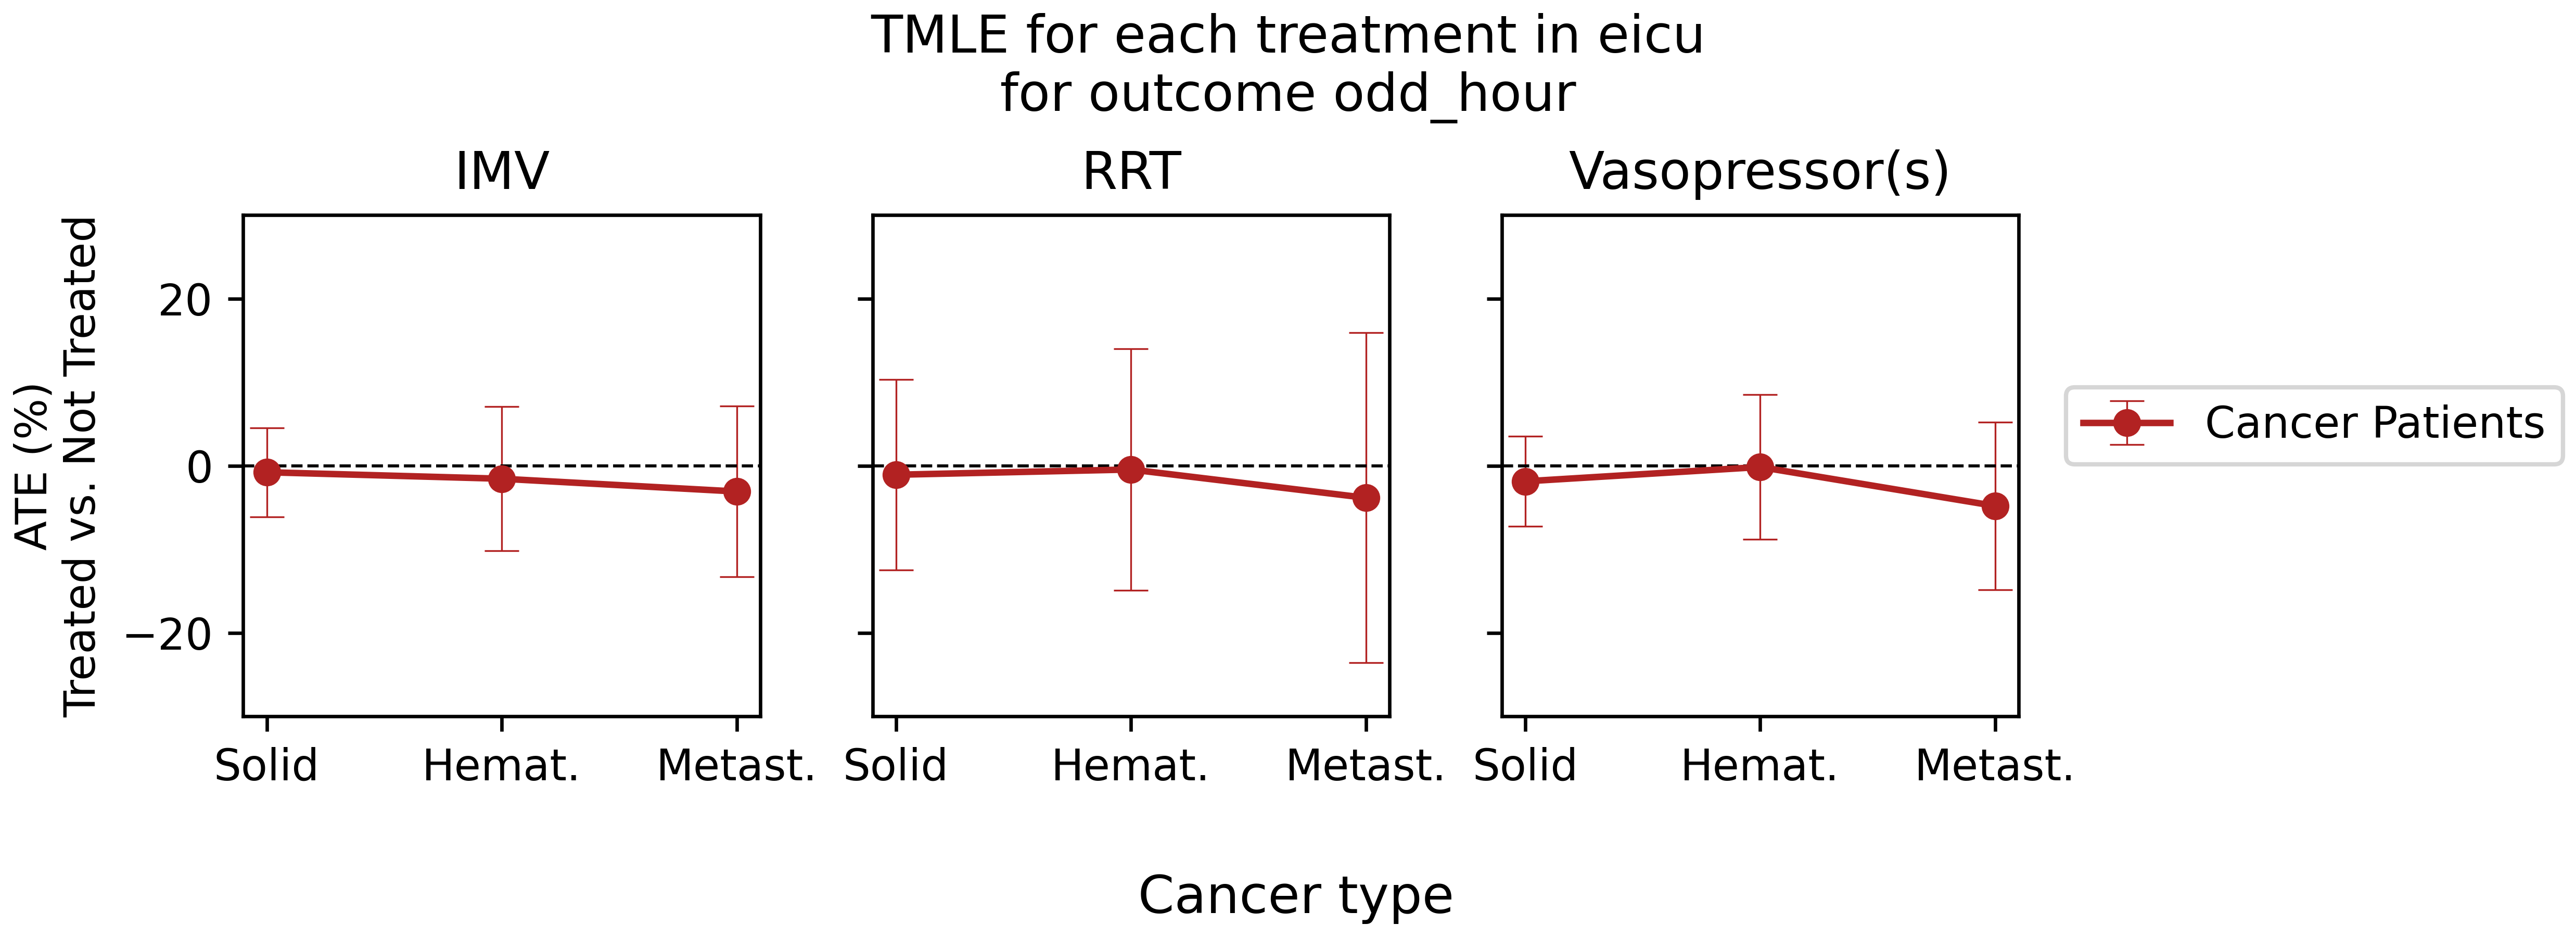 TMLE for each treatment in eicu
for outcome odd_hour
IMV
RRT
Vasopressor(s)
ATE (%)
Treated vs. Not Treated
20
0
−20
Solid
Hemat.
Metast.
Solid
Hemat.
Metast.
Solid
Hemat.
Metast.
Cancer Patients
Cancer type